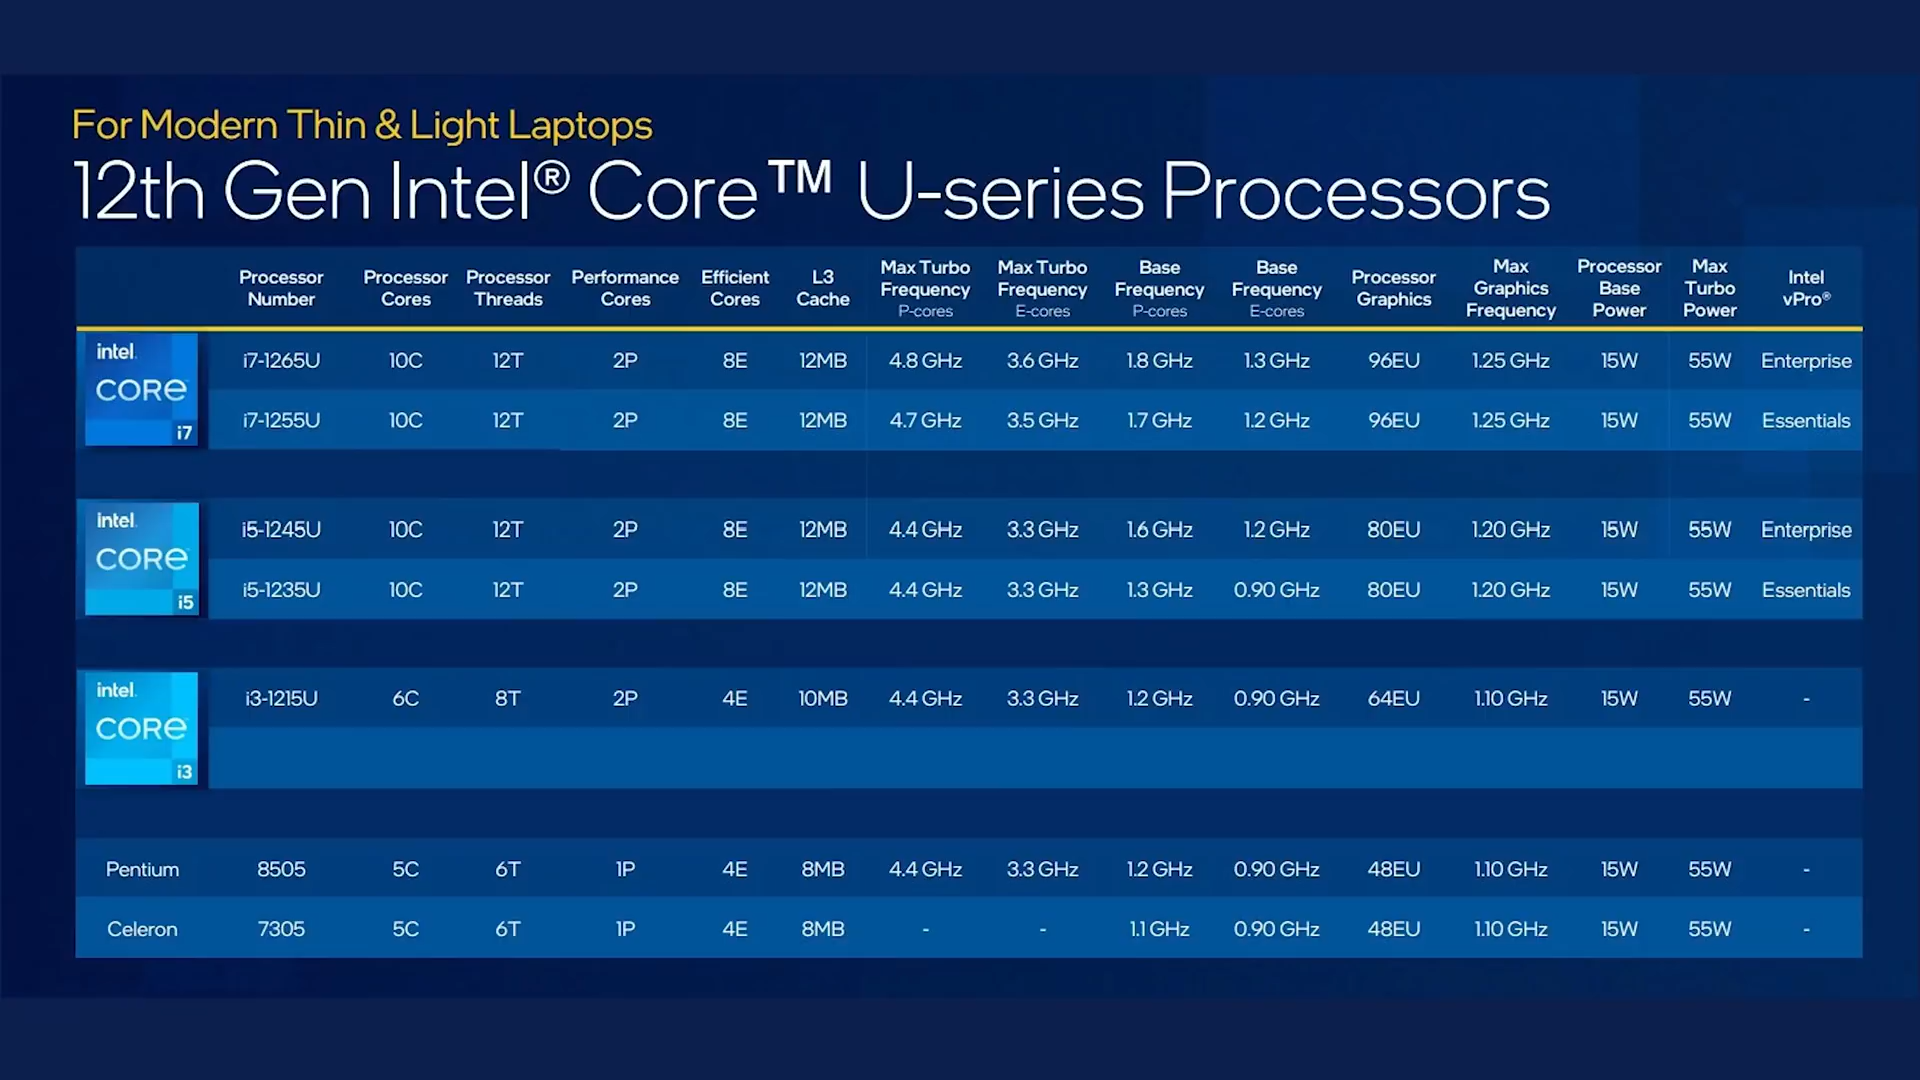 For Modern Thin & Light Laptops
12th Gen Intel® Core™ U-series Processors
Processor Number Processor Cores Processor Threads Performance Cores Efficient Cores L3 Cache Max Turbo Frequency P-cores Max Turbo Frequency E-cores Base Frequency P-cores Base Frequency E-cores Processor Graphics Max Graphics Frequency Processor Base Power Max Turbo Power Intel vPro®
intel. CORE i7
i7-1265U 10C 12T 2P 8E 12MB 4.8 GHz 3.6 GHz 1.8 GHz 1.3 GHz 96EU 1.25 GHz 15W 55W Enterprise
i7-1255U 10C 12T 2P 8E 12MB 4.7 GHz 3.5 GHz 1.7 GHz 1.2 GHz 96EU 1.25 GHz 15W 55W Essentials
intel. CORE i5
i5-1245U 10C 12T 2P 8E 12MB 4.4 GHz 3.3 GHz 1.6 GHz 1.2 GHz 80EU 1.20 GHz 15W 55W Enterprise
i5-1235U 10C 12T 2P 8E 12MB 4.4 GHz 3.3 GHz 1.3 GHz 0.90 GHz 80EU 1.20 GHz 15W 55W Essentials
intel. CORE i3
i3-1215U 6C 8T 2P 4E 10MB 4.4 GHz 3.3 GHz 1.2 GHz 0.90 GHz 64EU 1.10 GHz 15W 55W -
Pentium 8505 5C 6T 1P 4E 8MB 4.4 GHz 3.3 GHz 1.2 GHz 0.90 GHz 48EU 1.10 GHz 15W 55W -
Celeron 7305 5C 6T 1P 4E 8MB - - 1.1 GHz 0.90 GHz 48EU 1.10 GHz 15W 55W -